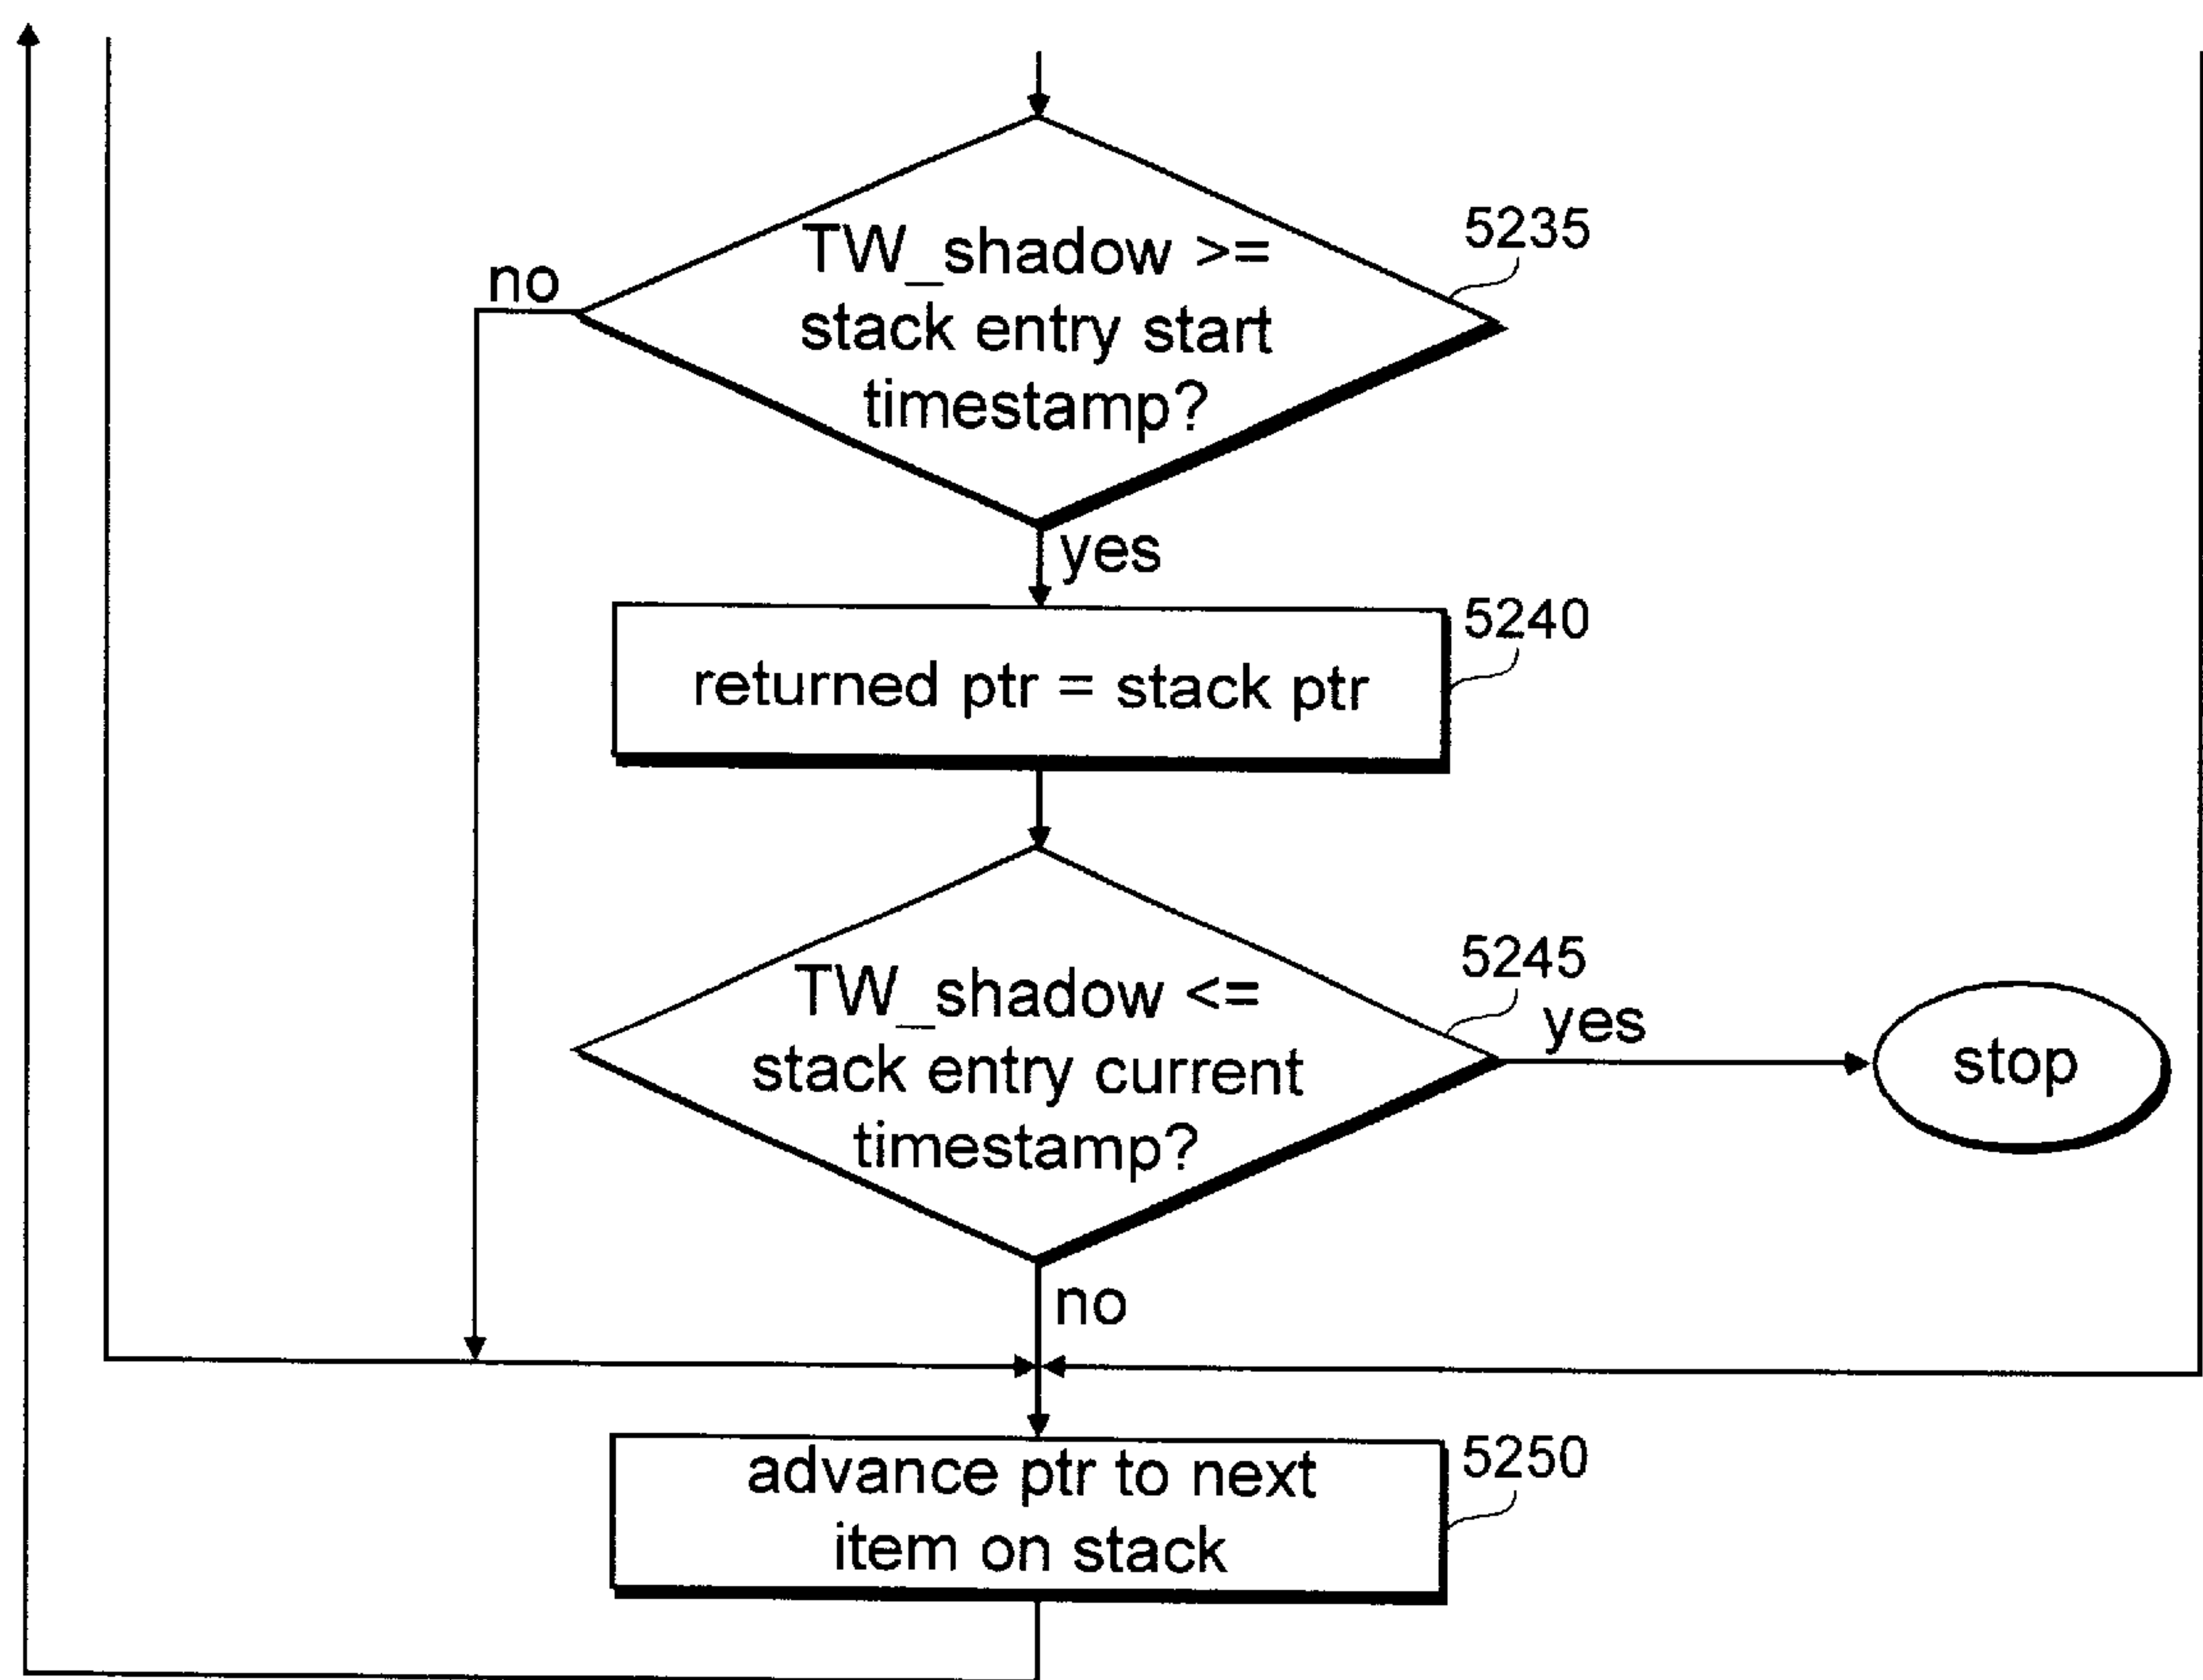 TW_shadow >=
stack entry start
timestamp?
5235
no
yes
returned ptr = stack ptr
5240
TW_shadow <=
stack entry current
timestamp?
5245
yes
stop
no
advance ptr to next
item on stack
5250